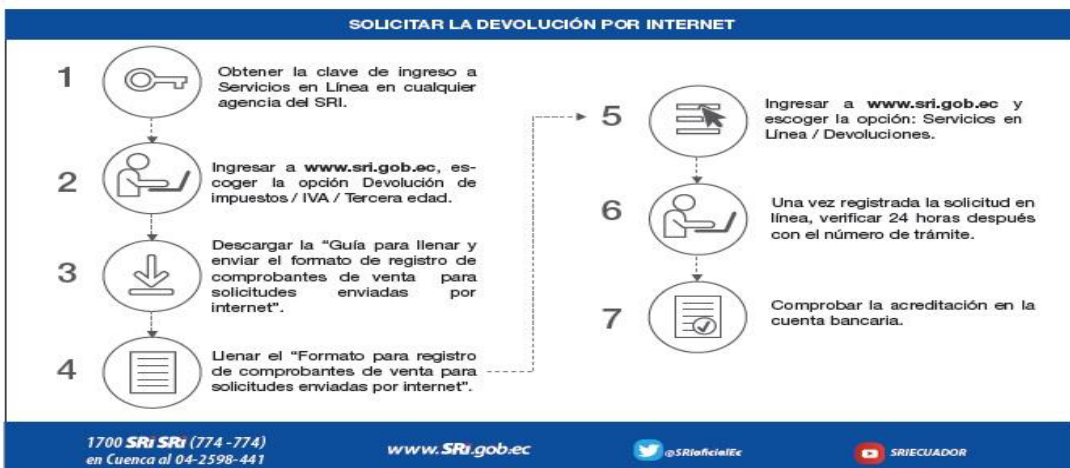 SOLICITAR LA DEVOLUCIÓN POR INTERNET
1
Obtener la clave de ingreso a
Servicios en Línea en cualquier
agencia del SRI.
2
Ingresar a www.sri.gob.ec, es-
coger la opción Devolución de
impuestos / IVA / Tercera edad.
3
Descargar la "Guía para llenar y
enviar el formato de registro de
comprobantes de venta para
solicitudes enviadas por
internet".
4
Llenar el "Formato para registro
de comprobantes de venta para
solicitudes enviadas por internet".
5
Ingresar a www.sri.gob.ec y
escoger la opción: Servicios en
Línea / Devoluciones.
6
Una vez registrada la solicitud en
línea, verificar 24 horas después
con el número de trámite.
7
Comprobar la acreditación en la
cuenta bancaria.
1700 SRi SRi (774 -774)
en Cuenca al 04-2598-441
www.SRi.gob.ec
@SRIoficialEc
SRIECUADOR